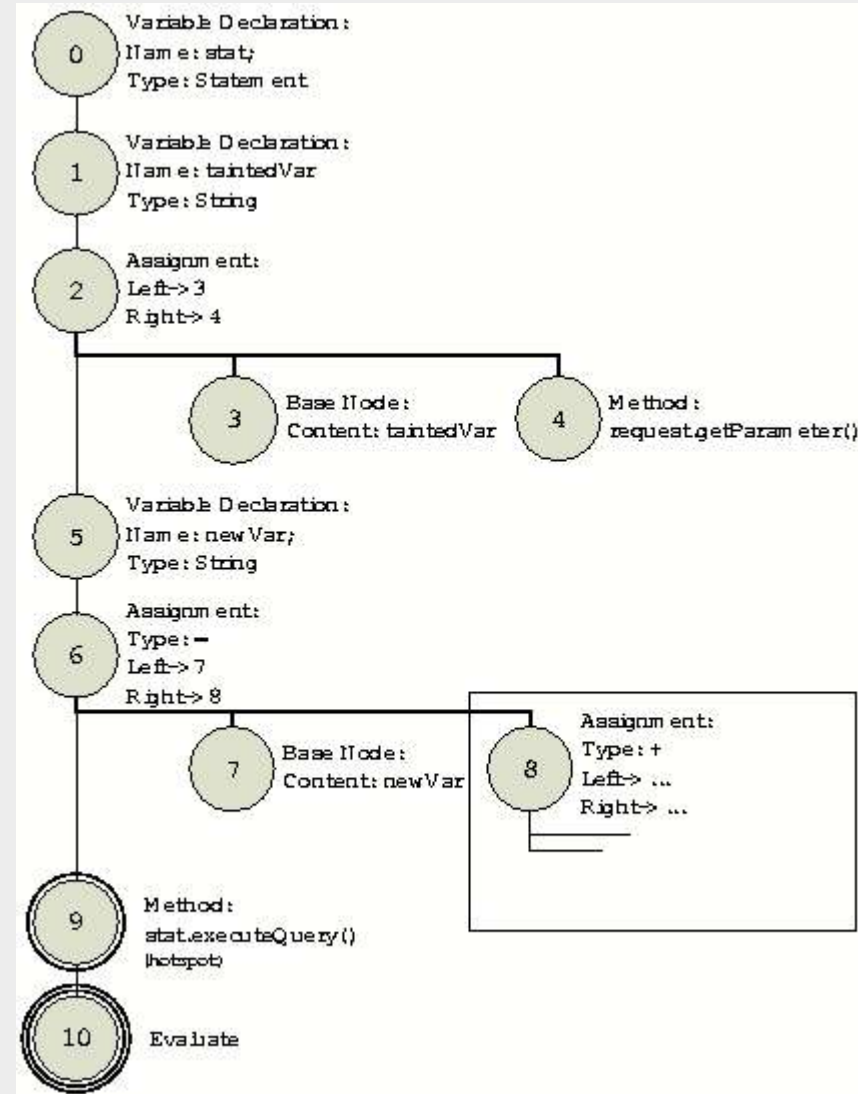 0
Variable Declaration:
Name: stat;
Type: Statement
1
Variable Declaration:
Name: taintedVar
Type: String
2
Assignment:
Left-> 3
Right-> 4
3
Base Node:
Content: taintedVar
4
Method:
request.getParameter()
5
Variable Declaration:
Name: newVar;
Type: String
6
Assignment:
Type: =
Left-> 7
Right-> 8
7
Base Node:
Content: newVar
8
Assignment:
Type: +
Left-> ...
Right-> ...
9
Method:
stat.executeQuery()
(hotspot)
10
Evaluate